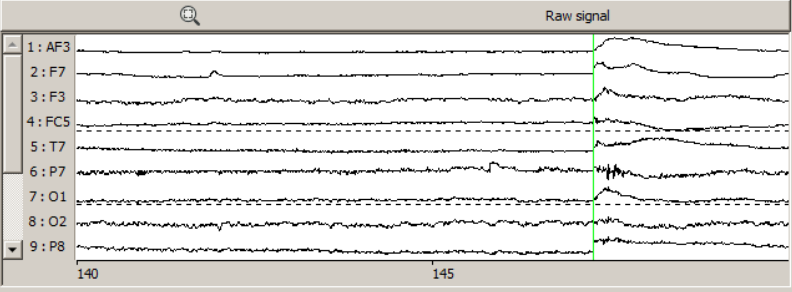 Raw signal
1 : AF3
2 : F7
3 : F3
4 : FC5
5 : T7
6 : P7
7 : O1
8 : O2
9 : P8
140 145